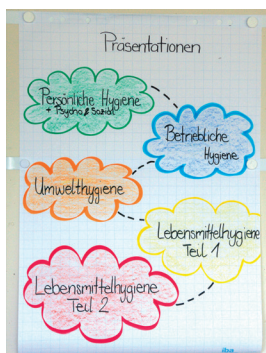 Präsentationen
Persönliche Hygiene
+ Psycho & Sozial
Betriebliche
Hygiene
Umwelthygiene
Lebensmittelhygiene
Teil 1
Lebensmittelhygiene
Teil 2